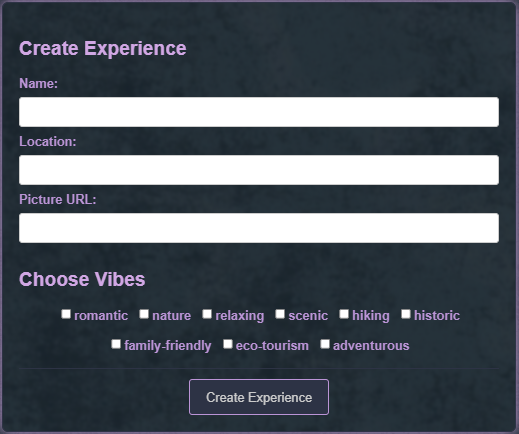 Create Experience
Name:
Location:
Picture URL:
Choose Vibes
romantic nature relaxing scenic hiking historic
family-friendly eco-tourism adventurous
Create Experience